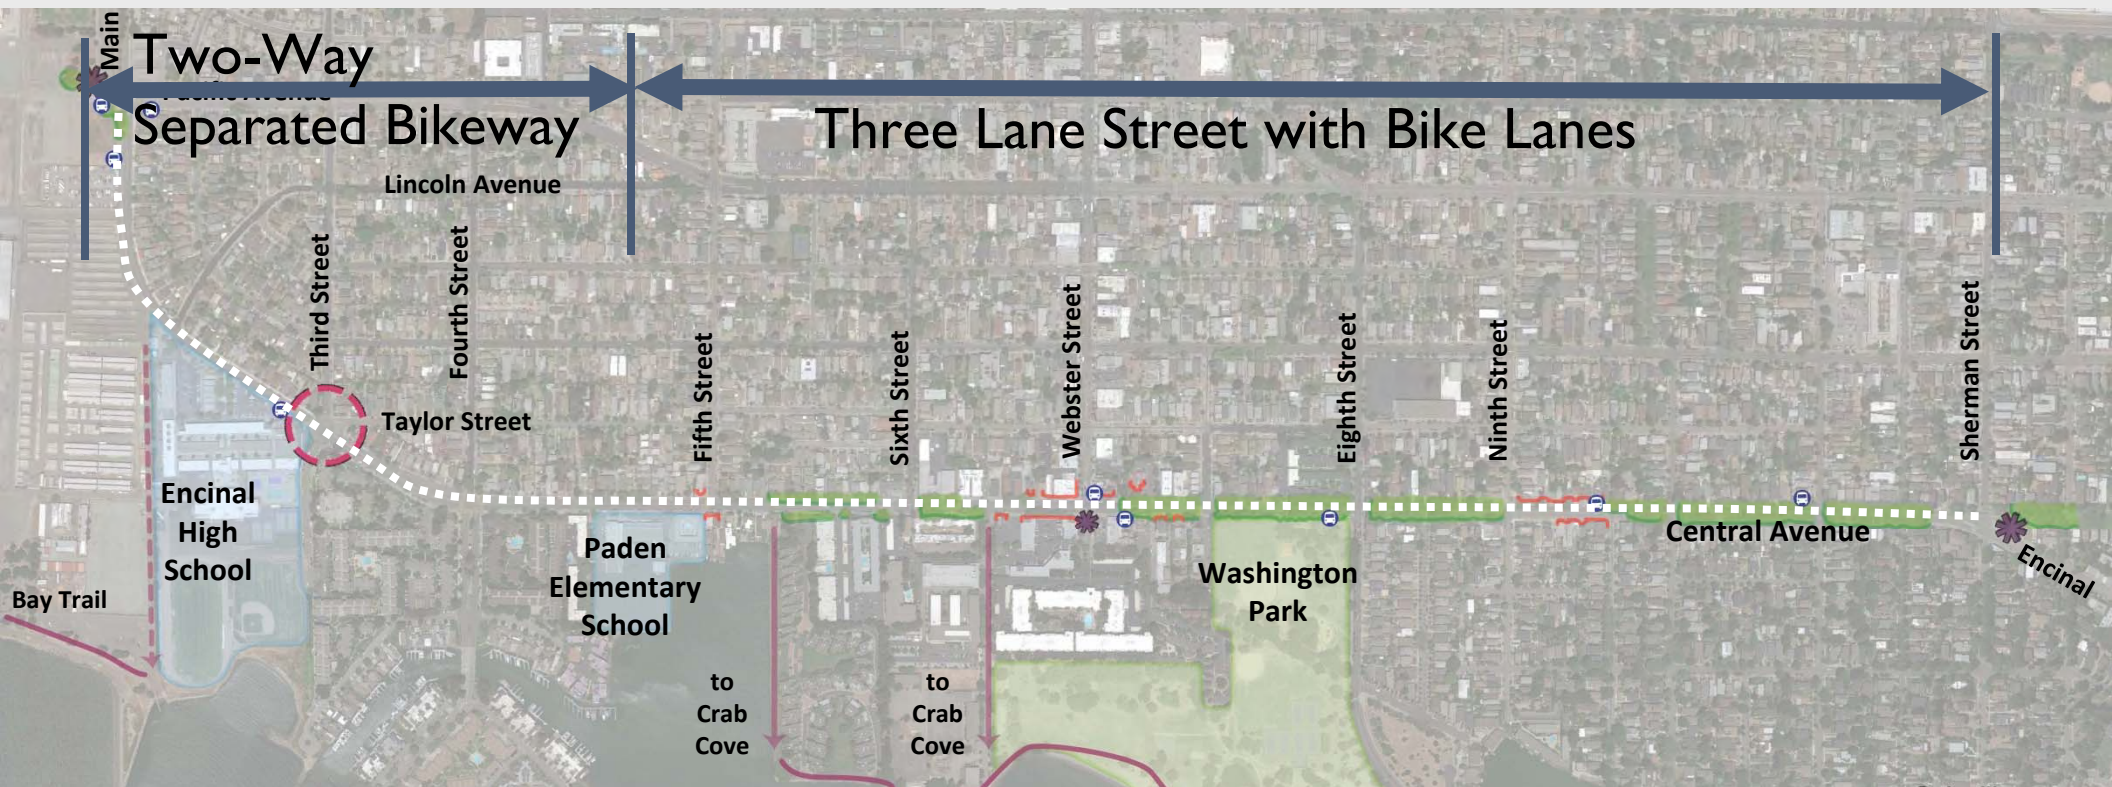 Main
Two-Way
Pacific Avenue
Separated Bikeway
Three Lane Street with Bike Lanes
Lincoln Avenue
Third Street
Fourth Street
Taylor Street
Fifth Street
Sixth Street
Webster Street
Eighth Street
Ninth Street
Sherman Street
Encinal
High
School
Paden
Elementary
School
Washington
Park
Central Avenue
Encinal
Bay Trail
to
Crab
Cove
to
Crab
Cove